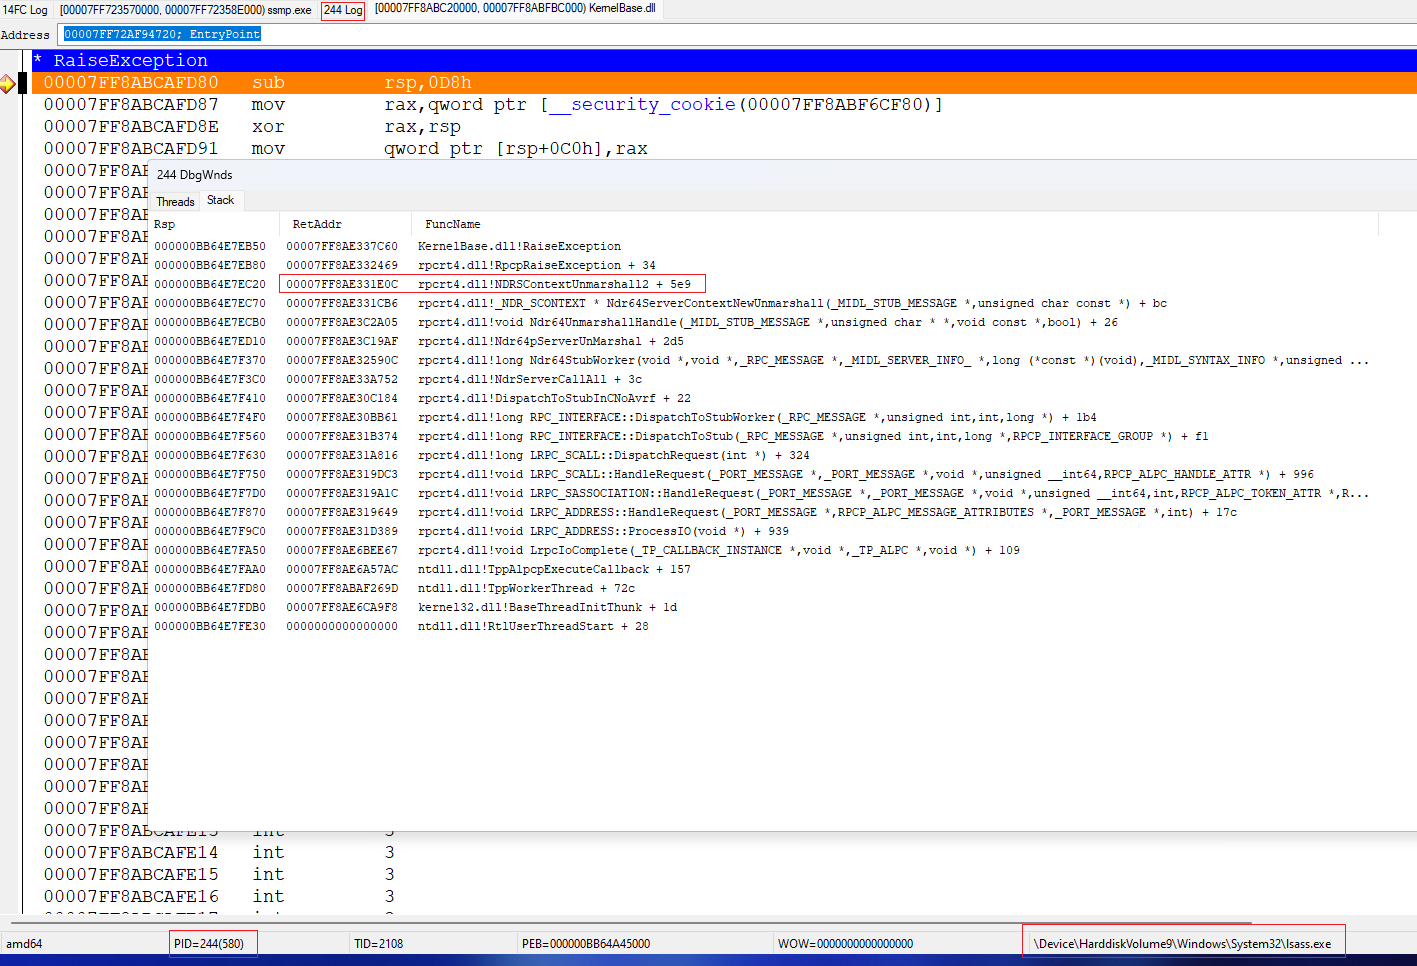 14FC Log [00007FF723570000, 00007FF72358E000) ssmp.exe 244 Log [00007FF8ABC20000, 00007FF8ABFBC000) KernelBase.dll
Address 00007FF72AF94720; EntryPoint
* RaiseException
00007FF8ABCAFD80 sub rsp,0D8h
00007FF8ABCAFD87 mov rax,qword ptr [__security_cookie(00007FF8ABF6CF80)]
00007FF8ABCAFD8E xor rax,rsp
00007FF8ABCAFD91 mov qword ptr [rsp+0C0h],rax
244 DbgWnds
Threads Stack
Rsp RetAddr FuncName
000000BB64E7EB50 00007FF8AE337C60 KernelBase.dll!RaiseException
000000BB64E7EB80 00007FF8AE332469 rpcrt4.dll!RpcpRaiseException + 34
000000BB64E7EC20 00007FF8AE331E0C rpcrt4.dll!NDRSContextUnmarshall2 + 5e9
000000BB64E7EC70 00007FF8AE331CB6 rpcrt4.dll!_NDR_SCONTEXT * Ndr64ServerContextNewUnmarshall(_MIDL_STUB_MESSAGE *,unsigned char const *) + bc
000000BB64E7ECB0 00007FF8AE3C2A05 rpcrt4.dll!void Ndr64UnmarshallHandle(_MIDL_STUB_MESSAGE *,unsigned char * *,void const *,bool) + 26
000000BB64E7ED10 00007FF8AE3C19AF rpcrt4.dll!Ndr64pServerUnMarshal + 2d5
000000BB64E7F370 00007FF8AE32590C rpcrt4.dll!long Ndr64StubWorker(void *,void *,_RPC_MESSAGE *,_MIDL_SERVER_INFO_ *,long (*const *)(void),_MIDL_SYNTAX_INFO *,unsigned ...
000000BB64E7F3C0 00007FF8AE33A752 rpcrt4.dll!NdrServerCallAll + 3c
000000BB64E7F410 00007FF8AE30C184 rpcrt4.dll!DispatchToStubInCNoAvrf + 22
000000BB64E7F4F0 00007FF8AE30BB61 rpcrt4.dll!long RPC_INTERFACE::DispatchToStubWorker(_RPC_MESSAGE *,unsigned int,int,long *) + 1b4
000000BB64E7F560 00007FF8AE31B374 rpcrt4.dll!long RPC_INTERFACE::DispatchToStub(_RPC_MESSAGE *,unsigned int,int,long *,RPCP_INTERFACE_GROUP *) + f1
000000BB64E7F630 00007FF8AE31A816 rpcrt4.dll!long LRPC_SCALL::DispatchRequest(int *) + 324
000000BB64E7F750 00007FF8AE319DC3 rpcrt4.dll!void LRPC_SCALL::HandleRequest(_PORT_MESSAGE *,_PORT_MESSAGE *,void *,unsigned __int64,RPCP_ALPC_HANDLE_ATTR *) + 996
000000BB64E7F7D0 00007FF8AE319A1C rpcrt4.dll!void LRPC_SASSOCIATION::HandleRequest(_PORT_MESSAGE *,_PORT_MESSAGE *,void *,unsigned __int64,int,RPCP_ALPC_TOKEN_ATTR *,R...
000000BB64E7F870 00007FF8AE319649 rpcrt4.dll!void LRPC_ADDRESS::HandleRequest(_PORT_MESSAGE *,RPCP_ALPC_MESSAGE_ATTRIBUTES *,_PORT_MESSAGE *,int) + 17c
000000BB64E7F9C0 00007FF8AE31D389 rpcrt4.dll!void LRPC_ADDRESS::ProcessIO(void *) + 939
000000BB64E7FA50 00007FF8AE6BEE67 rpcrt4.dll!void LrpcIoComplete(_TP_CALLBACK_INSTANCE *,void *,_TP_ALPC *,void *) + 109
000000BB64E7FAA0 00007FF8AE6A57AC ntdll.dll!TppAlpcpExecuteCallback + 157
000000BB64E7FD80 00007FF8ABAF269D ntdll.dll!TppWorkerThread + 72c
000000BB64E7FDB0 00007FF8AE6CA9F8 kernel32.dll!BaseThreadInitThunk + 1d
000000BB64E7FE30 0000000000000000 ntdll.dll!RtlUserThreadStart + 28
00007FF8ABCAFE13 int 3
00007FF8ABCAFE14 int 3
00007FF8ABCAFE15 int 3
00007FF8ABCAFE16 int 3
amd64 PID=244(580) TID=2108 PEB=000000BB64A45000 WOW=0000000000000000 \Device\HarddiskVolume9\Windows\System32\lsass.exe